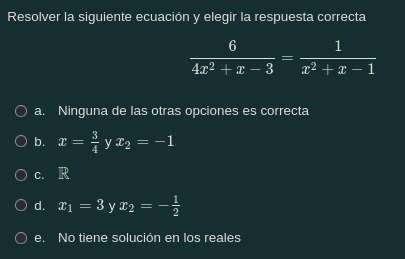 Resolver la siguiente ecuación y elegir la respuesta correcta
6/(4x² + x − 3) = 1/(x² + x − 1)
a. Ninguna de las otras opciones es correcta
b. x = 3/4 y x₂ = −1
c. ℝ
d. x₁ = 3 y x₂ = −1/2
e. No tiene solución en los reales